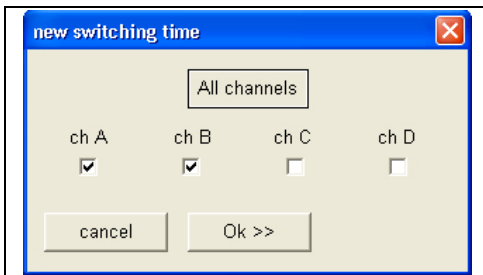 new switching time
All channels
ch A ch B ch C ch D
cancel Ok >>